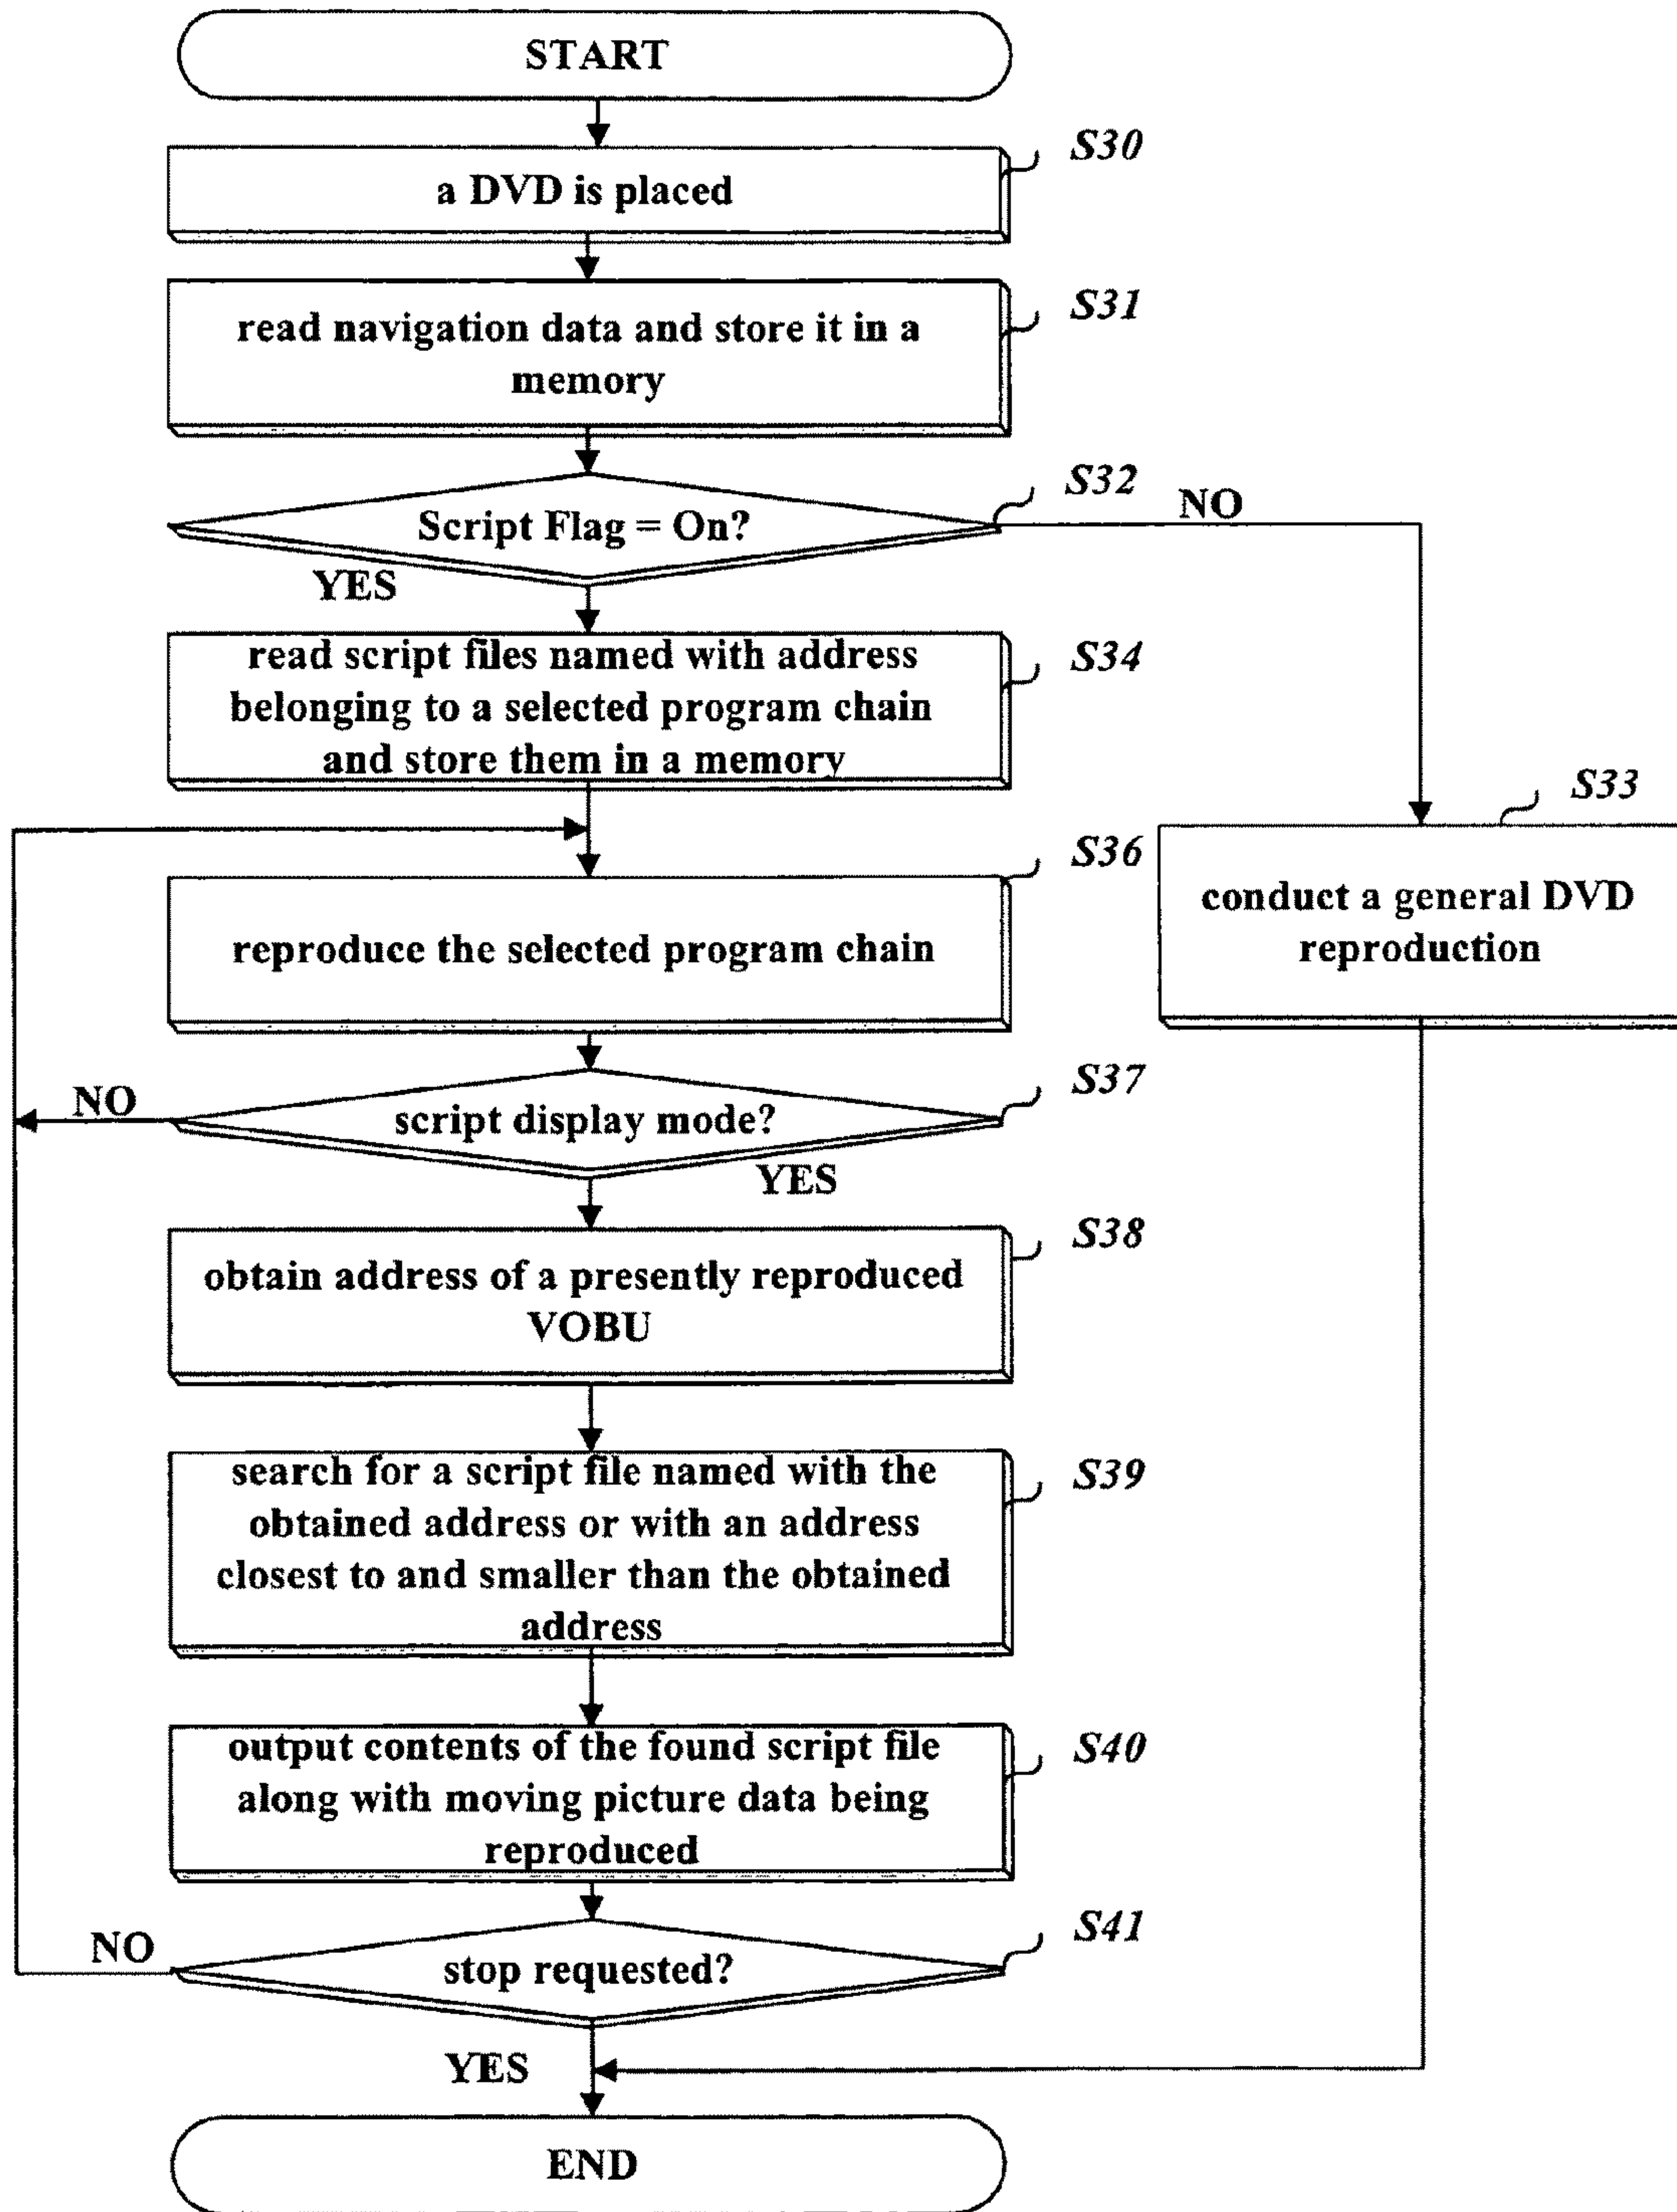 START
S30
a DVD is placed
S31
read navigation data and store it in a
memory
S32
Script Flag = On?
NO
YES
S34
read script files named with address
belonging to a selected program chain
and store them in a memory
S33
conduct a general DVD
reproduction
S36
reproduce the selected program chain
S37
script display mode?
NO
YES
S38
obtain address of a presently reproduced
VOBU
S39
search for a script file named with the
obtained address or with an address
closest to and smaller than the obtained
address
S40
output contents of the found script file
along with moving picture data being
reproduced
S41
stop requested?
NO
YES
END